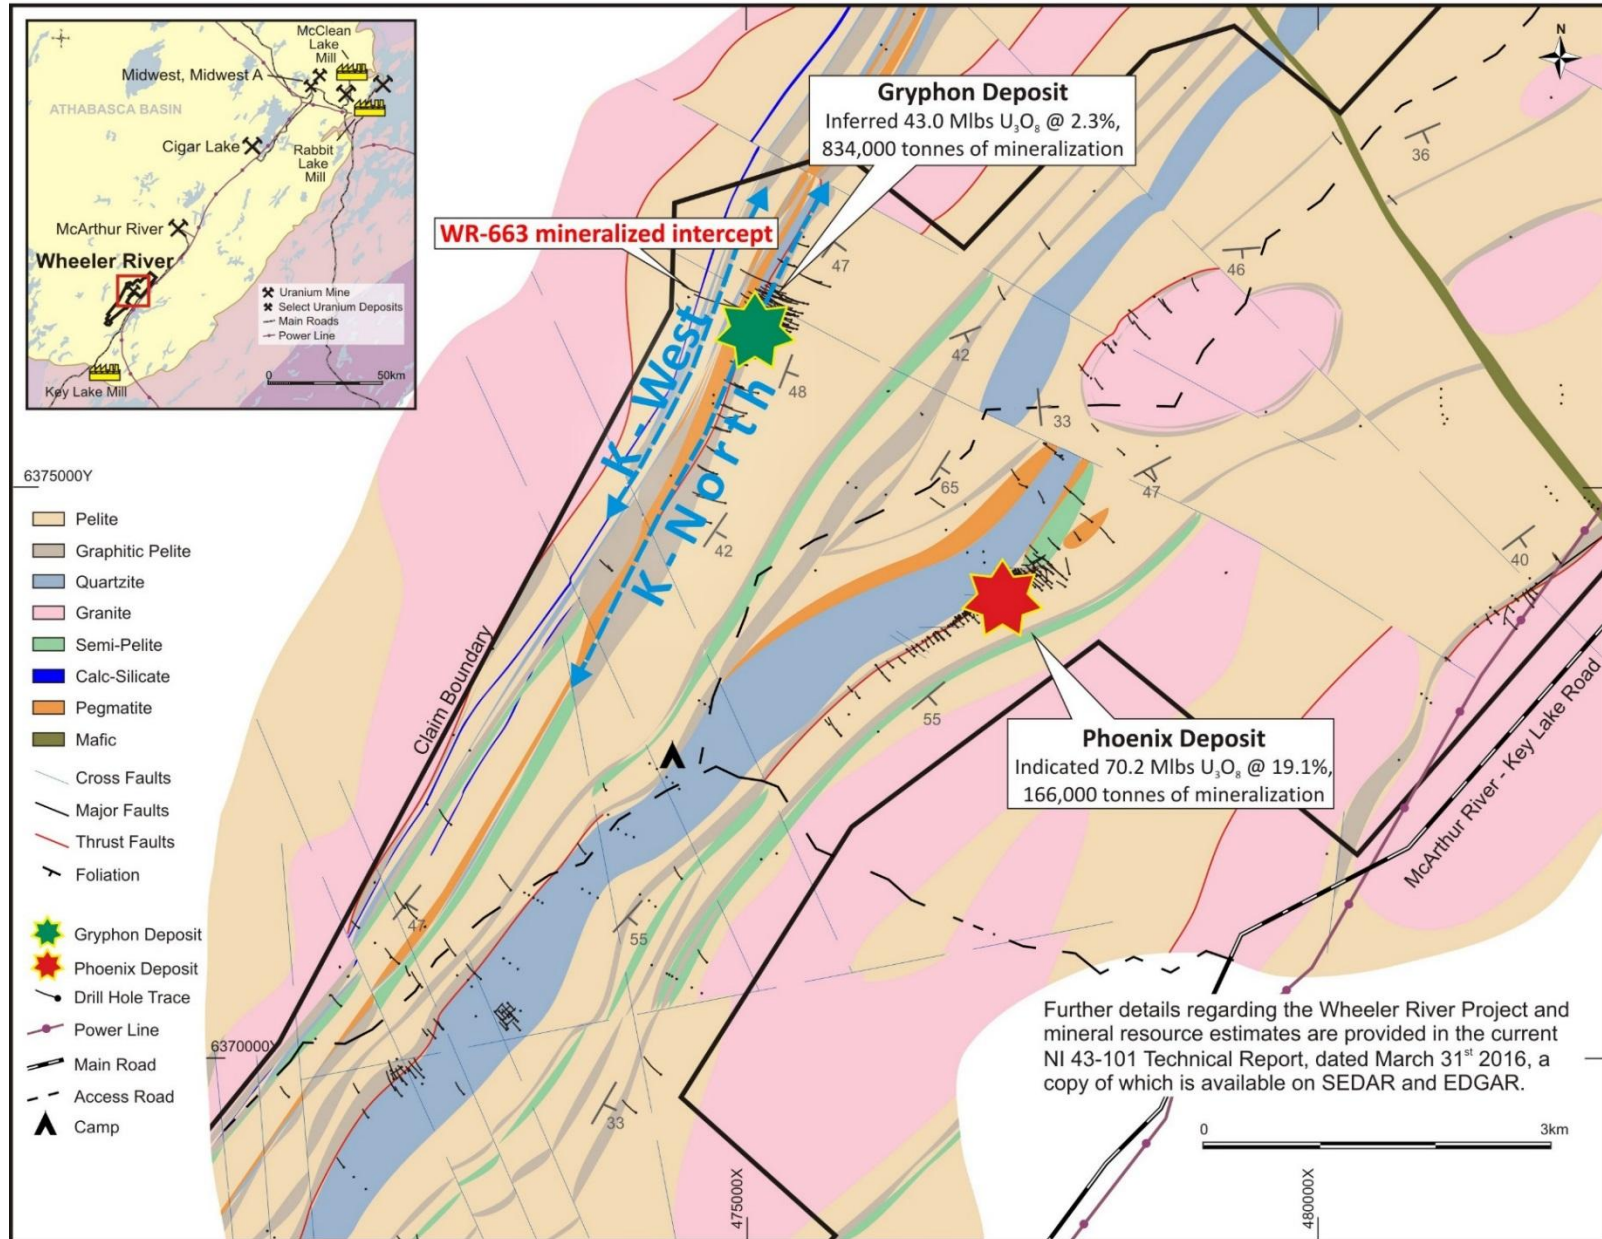 McClean
Lake
Mill
Midwest, Midwest A
ATHABASCA BASIN
Cigar Lake
Rabbit
Lake
Mill
McArthur River
Wheeler River
Uranium Mine
Select Uranium Deposits
Main Roads
Power Line
0 50km
Key Lake Mill
N
Gryphon Deposit
Inferred 43.0 Mlbs U₃O₈ @ 2.3%,
834,000 tonnes of mineralization
WR-663 mineralized intercept
K - West
K - North
36
47
46
42
48
33
65
47
42
40
55
47
55
33
6375000Y
Pelite
Graphitic Pelite
Quartzite
Granite
Semi-Pelite
Calc-Silicate
Pegmatite
Mafic
Cross Faults
Major Faults
Thrust Faults
Foliation
Gryphon Deposit
Phoenix Deposit
Drill Hole Trace
Power Line
Main Road
Access Road
Camp
Claim Boundary
Phoenix Deposit
Indicated 70.2 Mlbs U₃O₈ @ 19.1%,
166,000 tonnes of mineralization
McArthur River - Key Lake Road
6370000Y
Further details regarding the Wheeler River Project and
mineral resource estimates are provided in the current
NI 43-101 Technical Report, dated March 31ˢᵗ 2016, a
copy of which is available on SEDAR and EDGAR.
0 3km
475000X
480000X